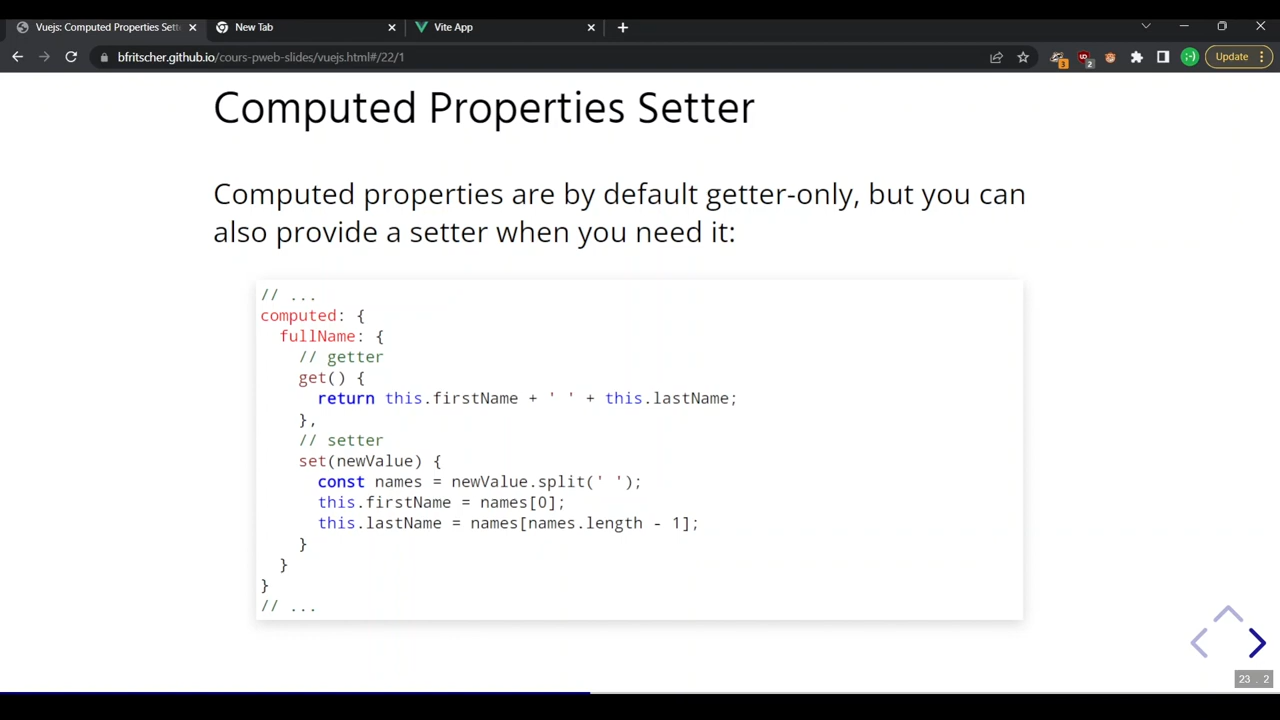 Vuejs: Computed Properties Sett
New Tab
Vite App
bfritscher.github.io/cours-pweb-slides/vuejs.html#/22/1
3
2
;-)
Update
Computed Properties Setter
Computed properties are by default getter-only, but you can
also provide a setter when you need it:
// ...
computed: {
  fullName: {
    // getter
    get() {
      return this.firstName + ' ' + this.lastName;
    },
    // setter
    set(newValue) {
      const names = newValue.split(' ');
      this.firstName = names[0];
      this.lastName = names[names.length - 1];
    }
  }
}
// ...
23 . 2